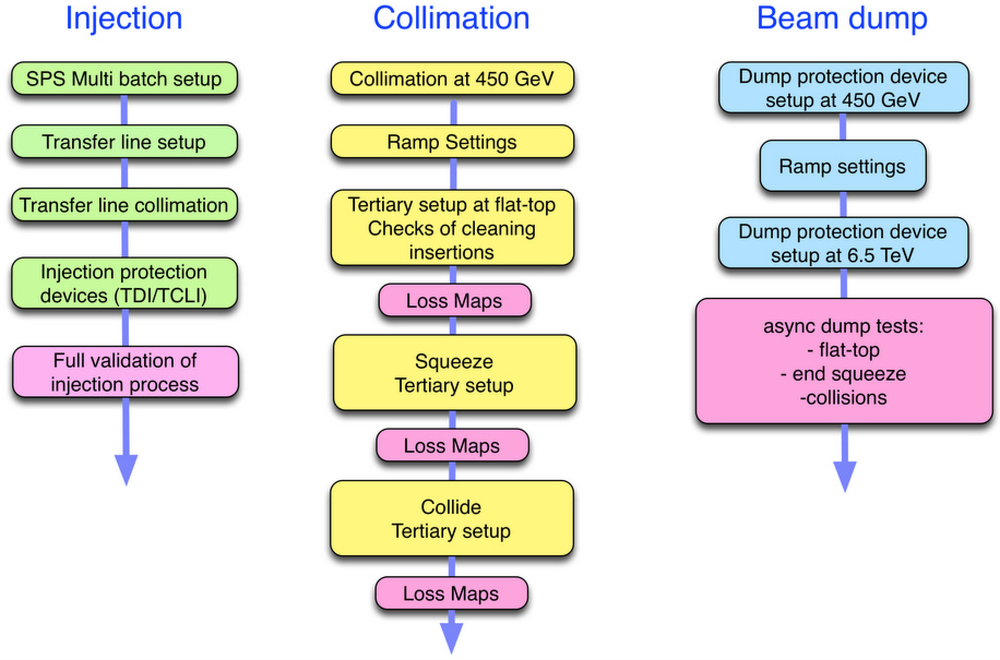 Injection
SPS Multi batch setup
Transfer line setup
Transfer line collimation
Injection protection
devices (TDI/TCLI)
Full validation of
injection process
Collimation
Collimation at 450 GeV
Ramp Settings
Tertiary setup at flat-top
Checks of cleaning
insertions
Loss Maps
Squeeze
Tertiary setup
Loss Maps
Collide
Tertiary setup
Loss Maps
Beam dump
Dump protection device
setup at 450 GeV
Ramp settings
Dump protection device
setup at 6.5 TeV
async dump tests:
- flat-top
- end squeeze
-collisions